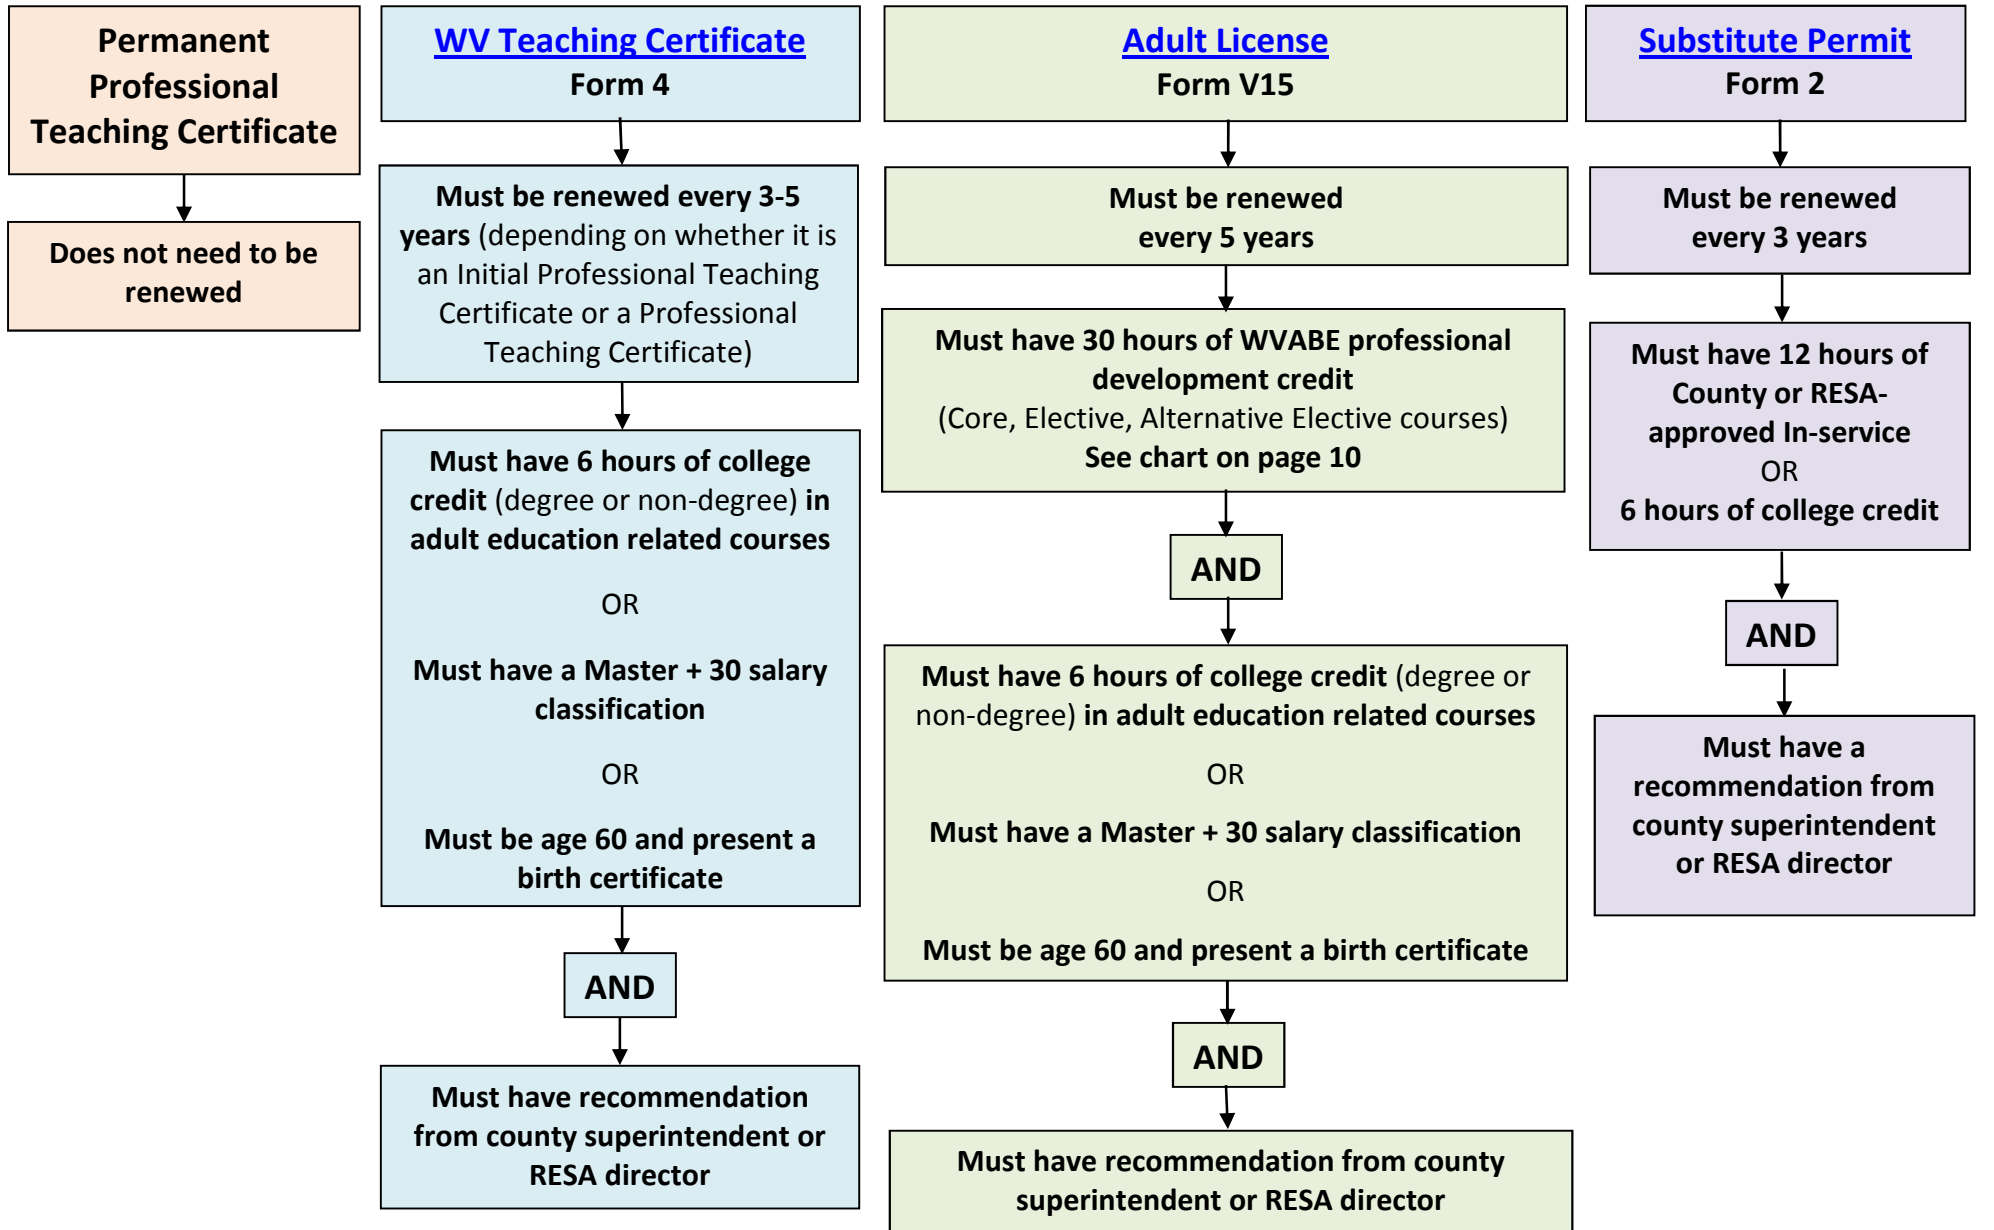 Permanent
Professional
Teaching Certificate
Does not need to be
renewed
WV Teaching Certificate
Form 4
Must be renewed every 3-5
years (depending on whether it is
an Initial Professional Teaching
Certificate or a Professional
Teaching Certificate)
Must have 6 hours of college
credit (degree or non-degree) in
adult education related courses
OR
Must have a Master + 30 salary
classification
OR
Must be age 60 and present a
birth certificate
AND
Must have recommendation
from county superintendent or
RESA director
Adult License
Form V15
Must be renewed
every 5 years
Must have 30 hours of WVABE professional
development credit
(Core, Elective, Alternative Elective courses)
See chart on page 10
AND
Must have 6 hours of college credit (degree or
non-degree) in adult education related courses
OR
Must have a Master + 30 salary classification
OR
Must be age 60 and present a birth certificate
AND
Must have recommendation from county
superintendent or RESA director
Substitute Permit
Form 2
Must be renewed
every 3 years
Must have 12 hours of
County or RESA-
approved In-service
OR
6 hours of college credit
AND
Must have a
recommendation from
county superintendent
or RESA director